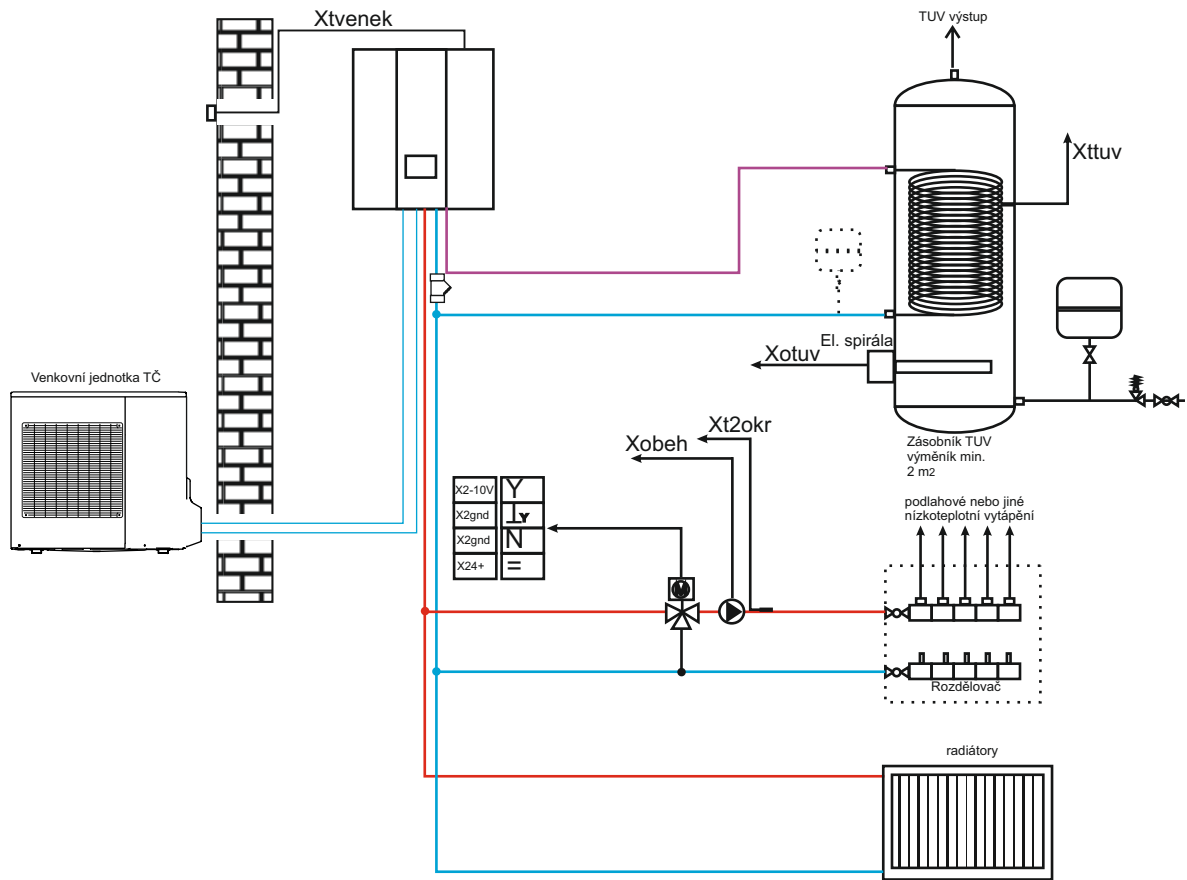 Xtvenek
TUV výstup
Xttuv
El. spirála
Xotuv
Venkovní jednotka TČ
Zásobník TUV
výměník min.
2 m2
Xt2okr
Xobeh
X2-10V Y
X2gnd ⊥Y
X2gnd N
X24+ =
podlahové nebo jiné
nízkoteplotní vytápění
M
Rozdělovač
radiátory